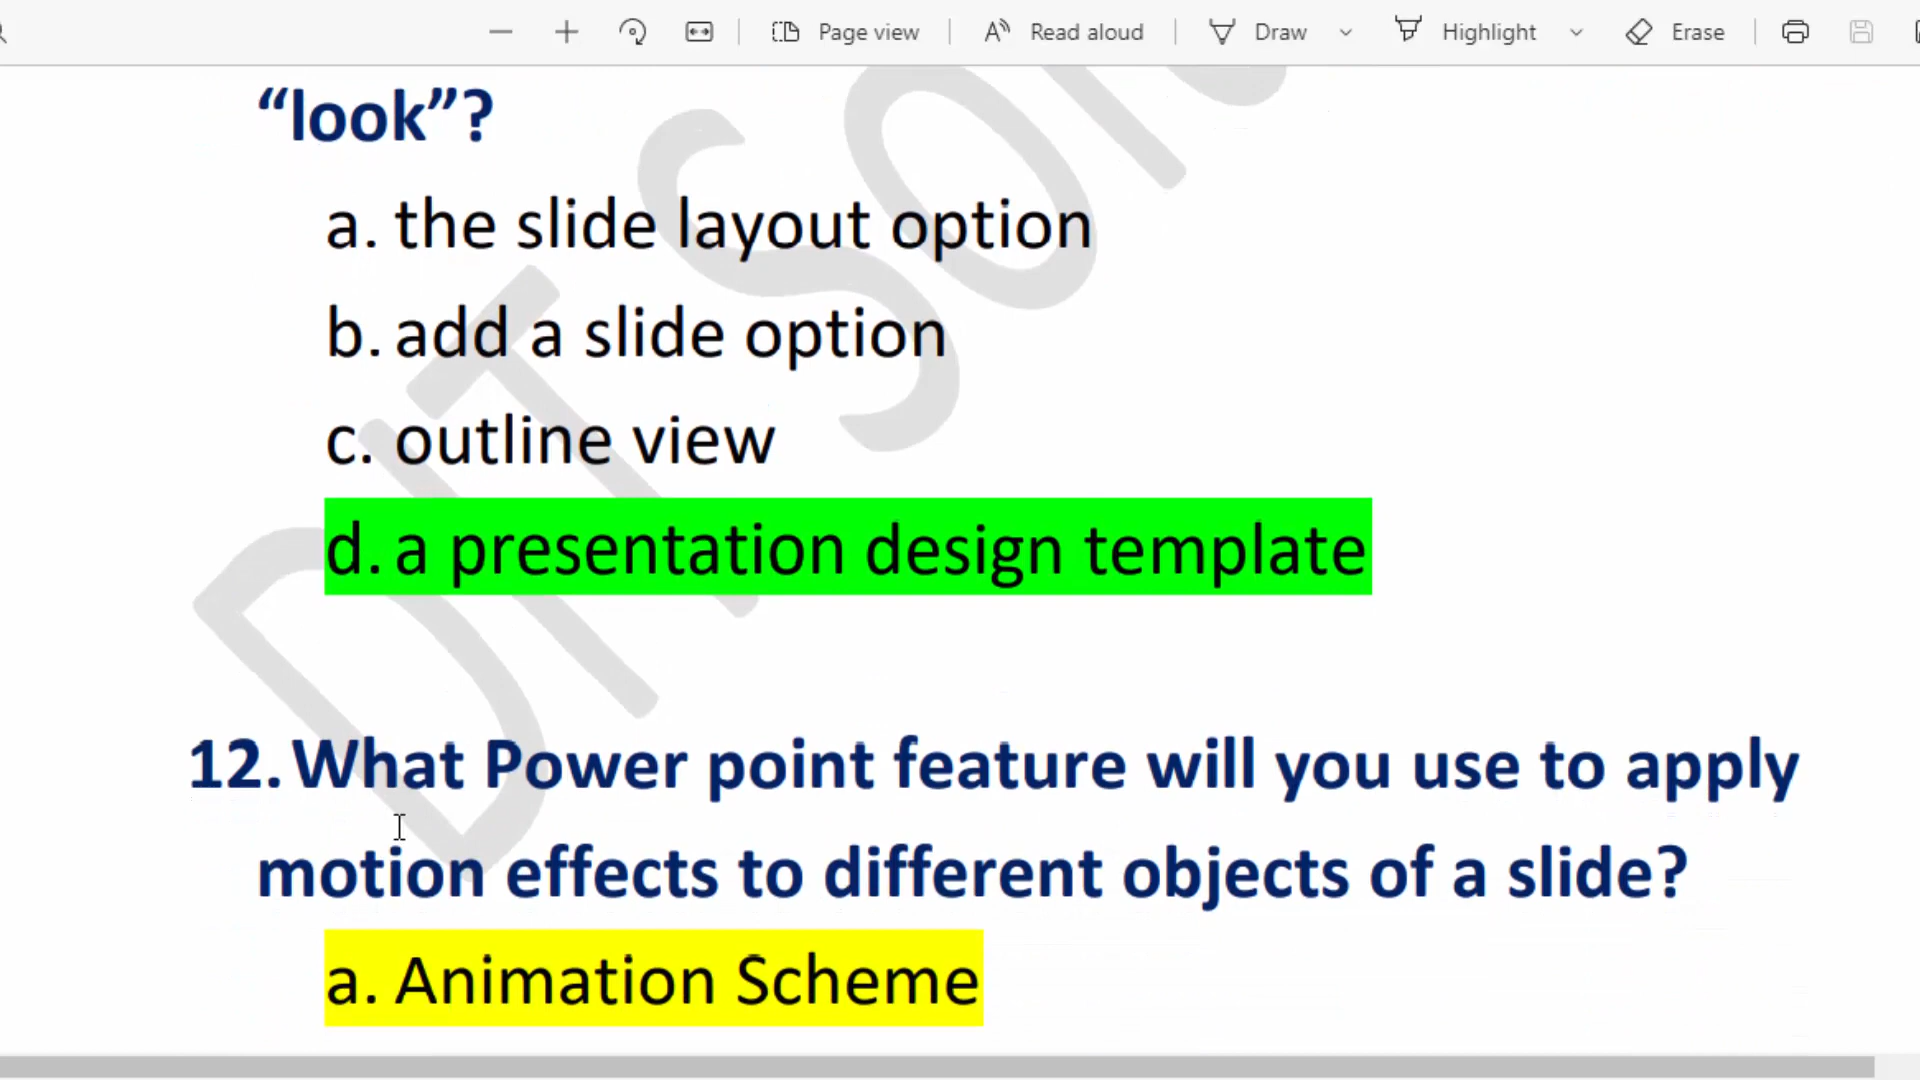 Page view
Read aloud
Draw
Highlight
Erase
“look”?
a. the slide layout option
b. add a slide option
c. outline view
d. a presentation design template
12. What Power point feature will you use to apply
motion effects to different objects of a slide?
a. Animation Scheme
DIT